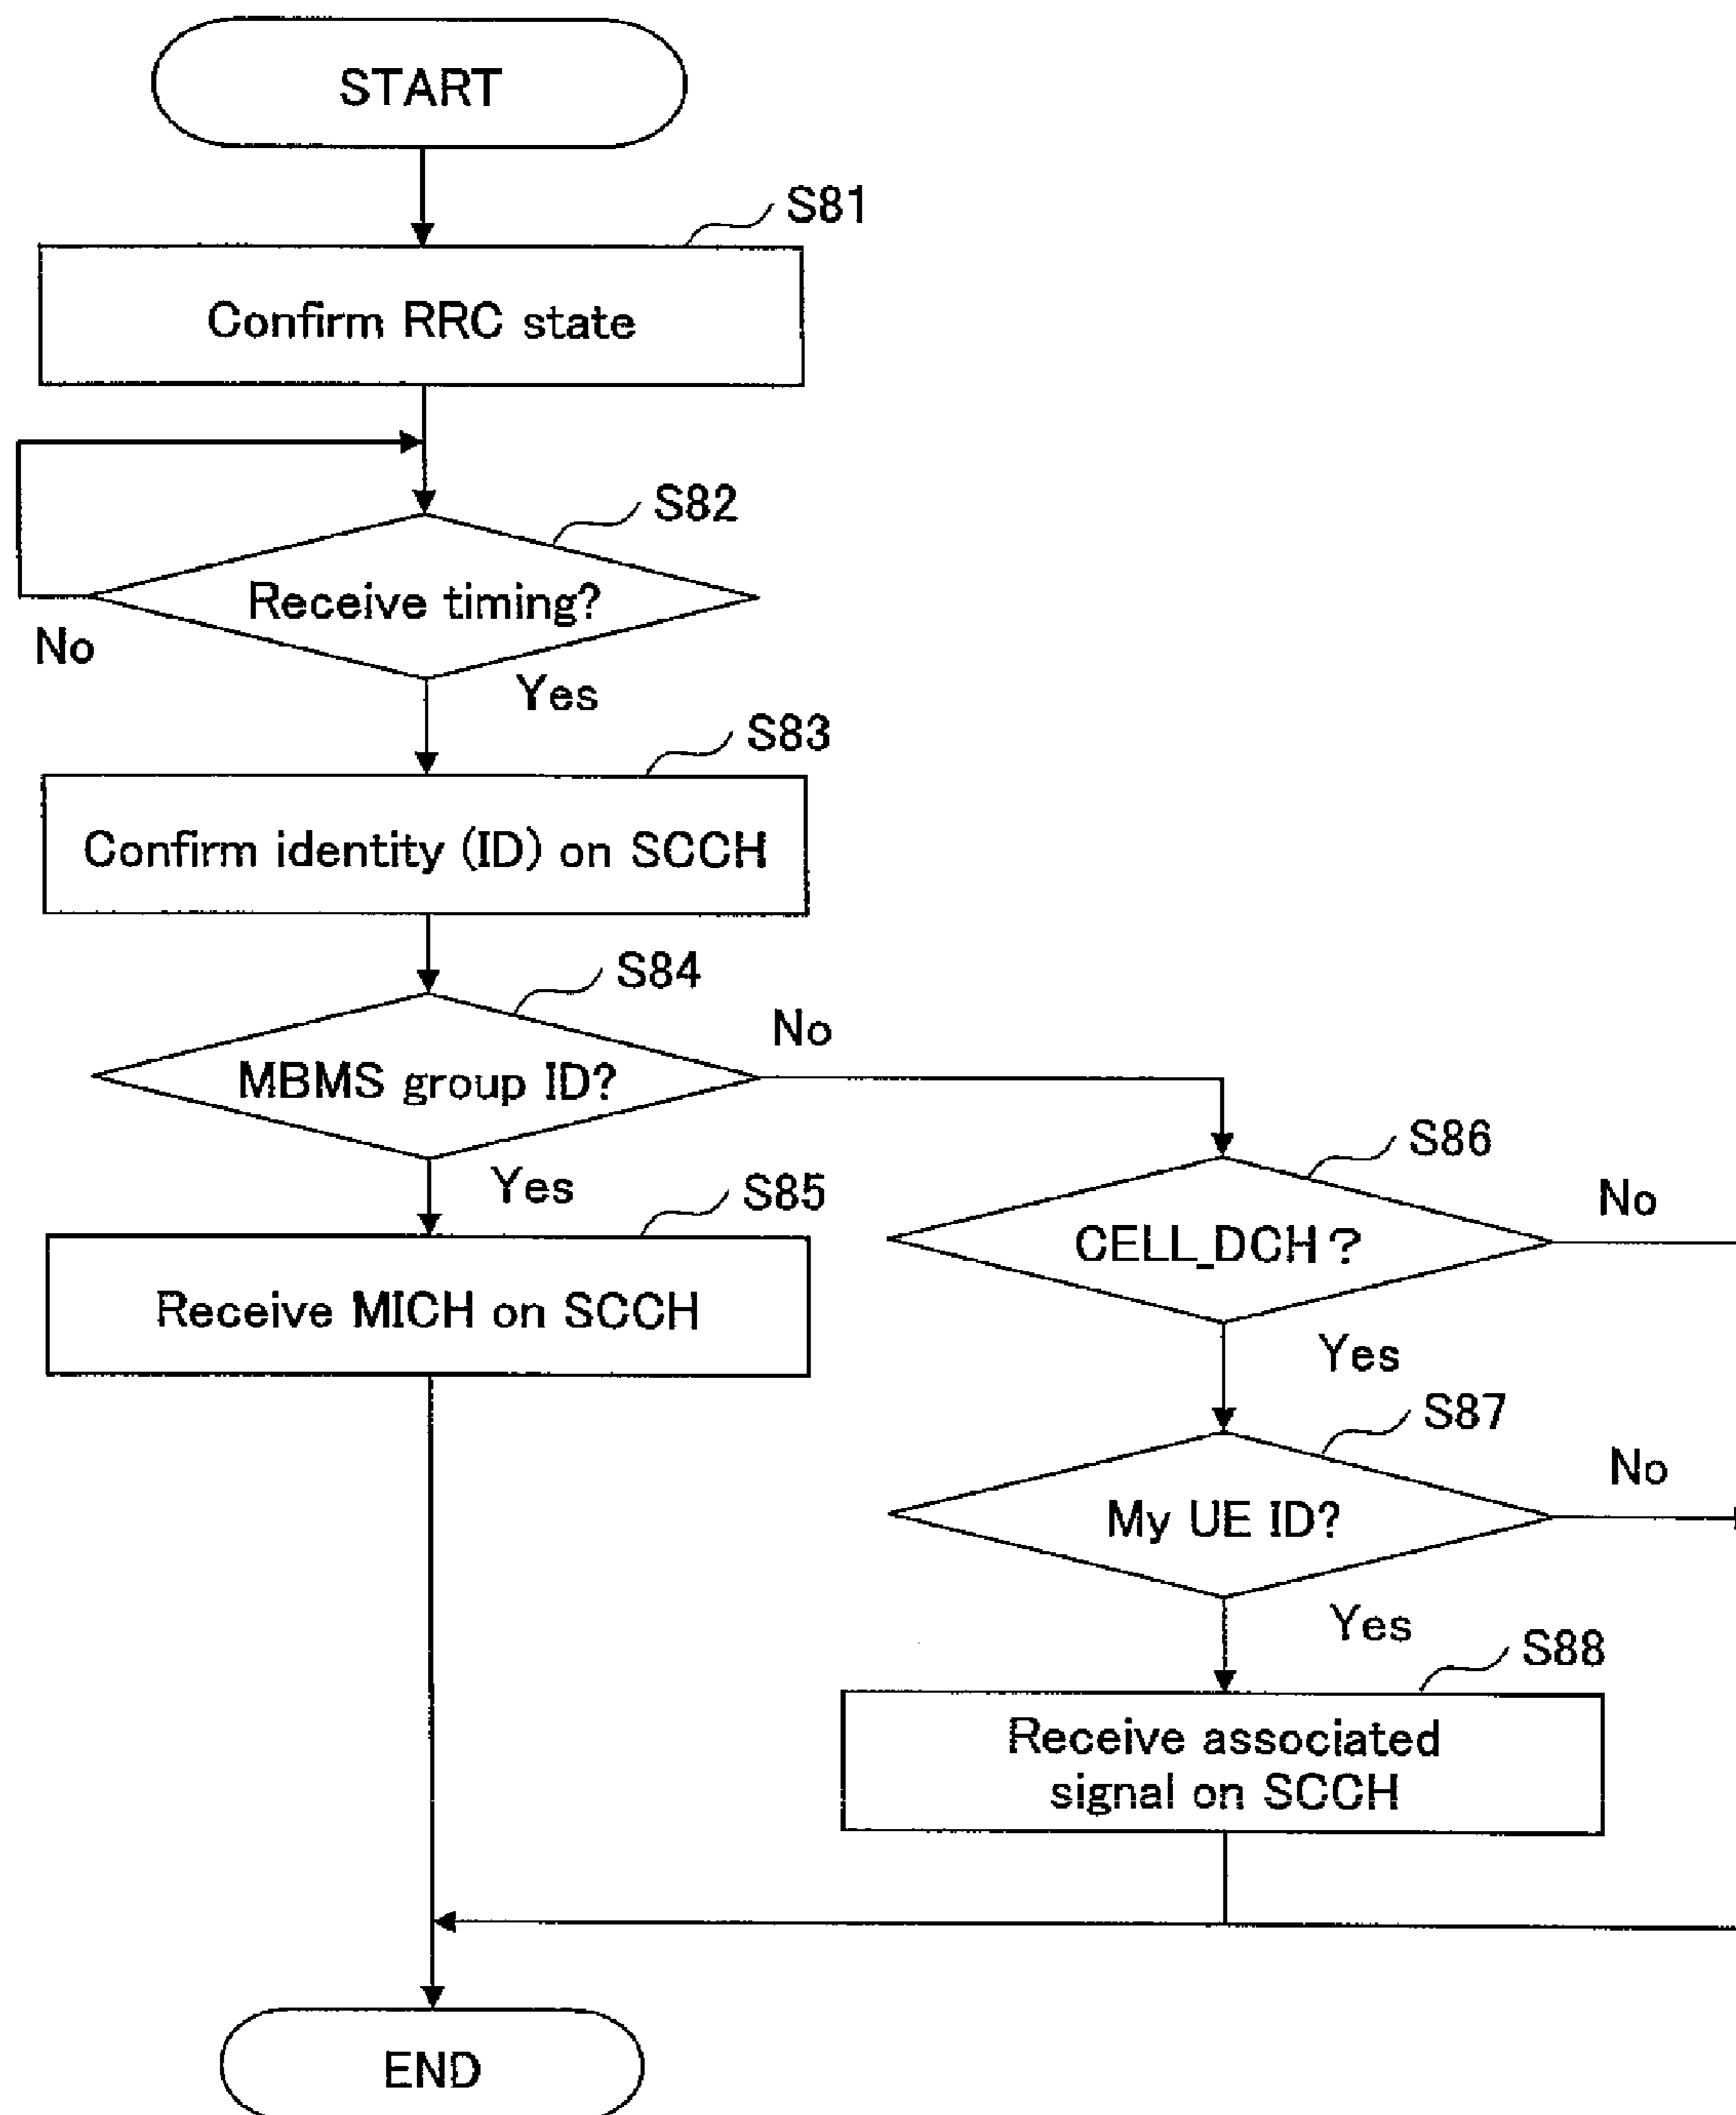 START
S81
Confirm RRC state
S82
Receive timing?
No
Yes
S83
Confirm identity (ID) on SCCH
S84
No
MBMS group ID?
S86
Yes
S85
No
CELL_DCH ?
Receive MICH on SCCH
Yes
S87
No
My UE ID?
Yes
S88
Receive associated
signal on SCCH
END